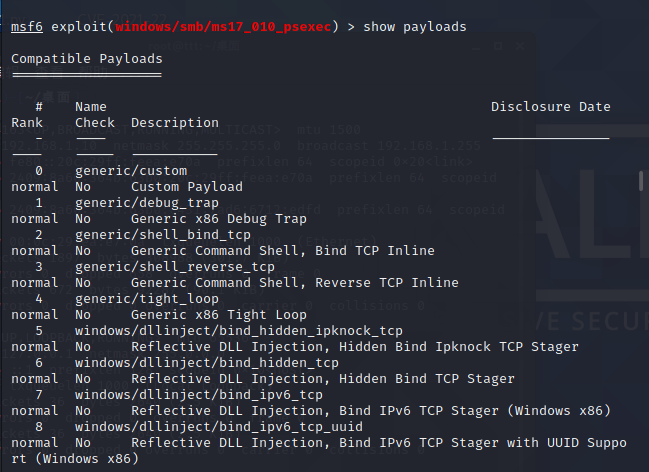 msf6 exploit(windows/smb/ms17_010_psexec) > show payloads
Compatible Payloads
===================
# Name Disclosure Date
Rank Check Description
- ---- ---------------
---- ----- -----------
0 generic/custom
normal No Custom Payload
1 generic/debug_trap
normal No Generic x86 Debug Trap
2 generic/shell_bind_tcp
normal No Generic Command Shell, Bind TCP Inline
3 generic/shell_reverse_tcp
normal No Generic Command Shell, Reverse TCP Inline
4 generic/tight_loop
normal No Generic x86 Tight Loop
5 windows/dllinject/bind_hidden_ipknock_tcp
normal No Reflective DLL Injection, Hidden Bind Ipknock TCP Stager
6 windows/dllinject/bind_hidden_tcp
normal No Reflective DLL Injection, Hidden Bind TCP Stager
7 windows/dllinject/bind_ipv6_tcp
normal No Reflective DLL Injection, Bind IPv6 TCP Stager (Windows x86)
8 windows/dllinject/bind_ipv6_tcp_uuid
normal No Reflective DLL Injection, Bind IPv6 TCP Stager with UUID Suppo
rt (Windows x86)